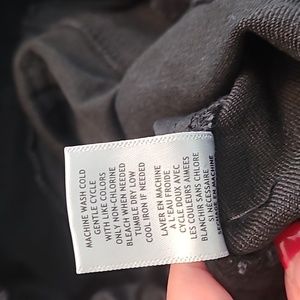 MACHINE WASH COLD
GENTLE CYCLE
WITH LIKE COLORS
ONLY NON-CHLORINE
BLEACH WHEN NEEDED
TUMBLE DRY LOW
COOL IRON IF NEEDED
LAVER EN MACHINE
A L'EAU FROIDE
CYCLE DOUX AVEC
LES COULEURS AIMEES
BLANCHIR SANS CHLORE
SI NECESSAIRE